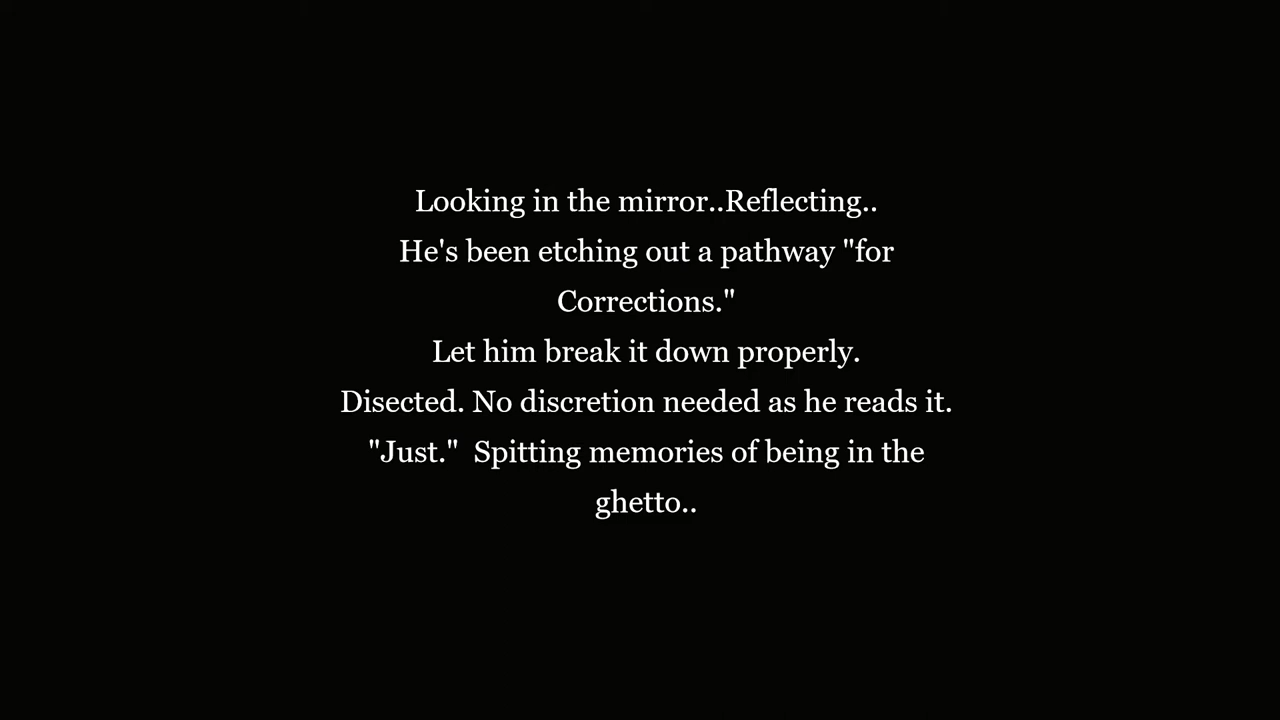 Looking in the mirror..Reflecting..
He's been etching out a pathway "for
Corrections."
Let him break it down properly.
Disected. No discretion needed as he reads it.
"Just."  Spitting memories of being in the
ghetto..